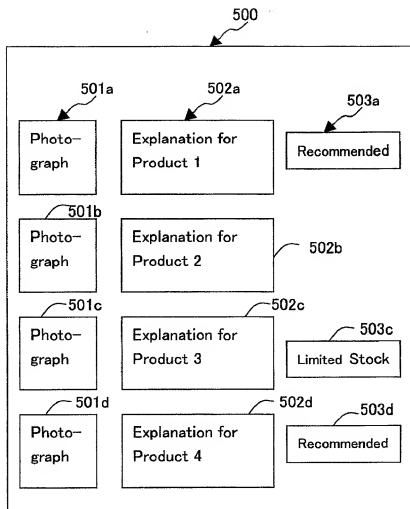 500
501a
502a
503a
Photo-
graph
Explanation for
Product 1
Recommended
501b
Photo-
graph
Explanation for
Product 2
502b
501c
502c
503c
Photo-
graph
Explanation for
Product 3
Limited Stock
501d
502d
503d
Photo-
graph
Explanation for
Product 4
Recommended